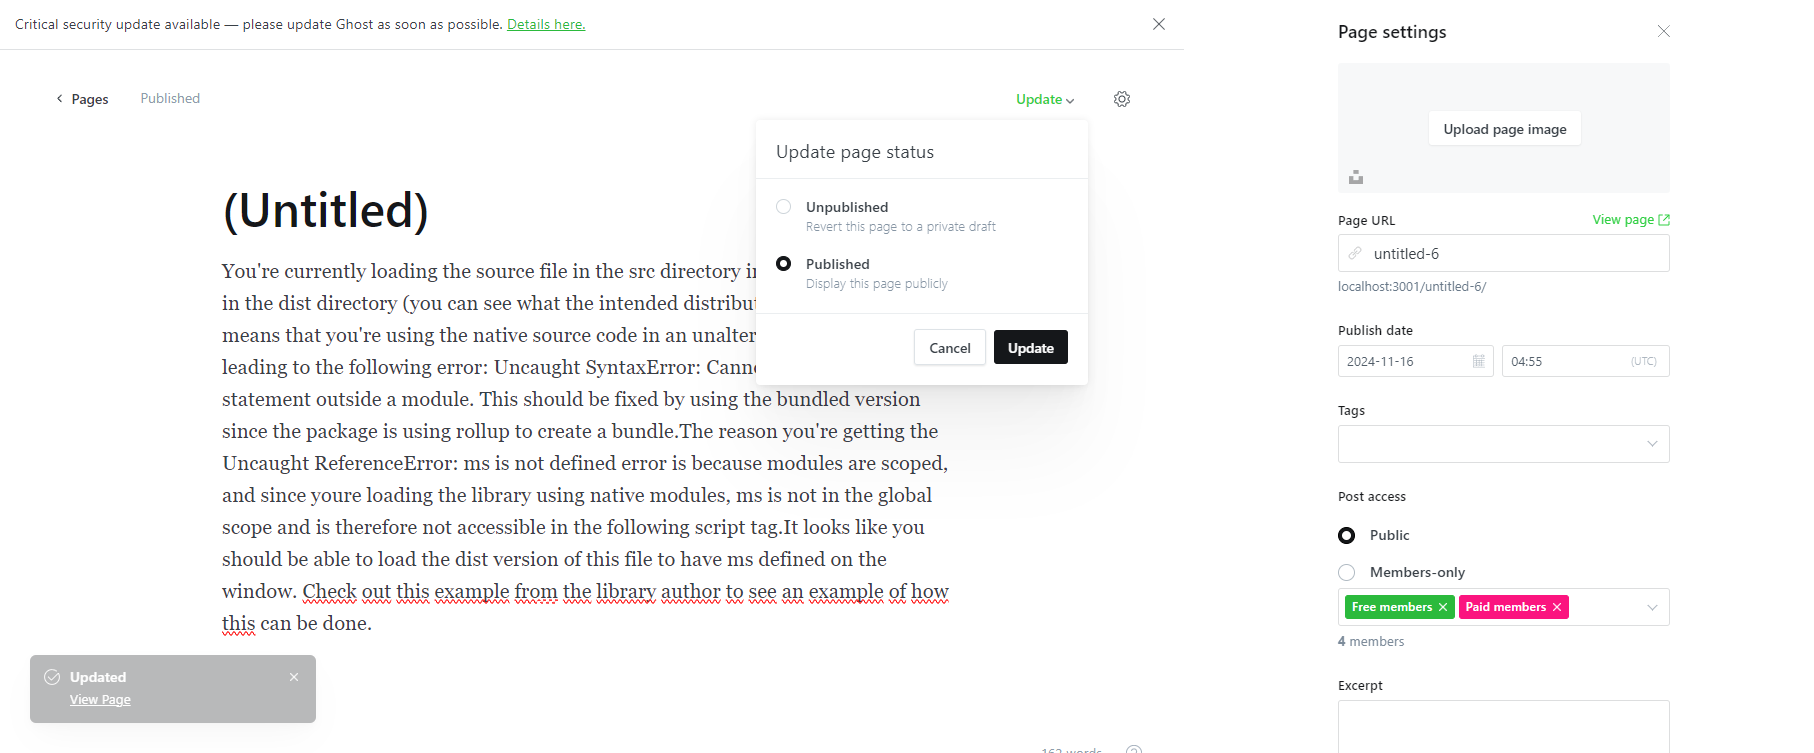 Critical security update available — please update Ghost as soon as possible. Details here.
Pages
Published
Update
Update page status
Unpublished
Revert this page to a private draft
Published
Display this page publicly
Cancel
Update
(Untitled)
You're currently loading the source file in the src directory
in the dist directory (you can see what the intended
means that you're using the native source code in an
leading to the following error: Uncaught SyntaxError:
statement outside a module. This should be fixed by using the bundled version
since the package is using rollup to create a bundle.The reason you're getting the
Uncaught ReferenceError: ms is not defined error is because modules are scoped,
and since youre loading the library using native modules, ms is not in the global
scope and is therefore not accessible in the following script tag.It looks like you
should be able to load the dist version of this file to have ms defined on the
window. Check out this example from the library author to see an example of how
this can be done.
Updated
View Page
Page settings
Upload page image
Page URL
View page
untitled-6
localhost:3001/untitled-6/
Publish date
2024-11-16
04:55
(UTC)
Tags
Post access
Public
Members-only
Free members
Paid members
4 members
Excerpt